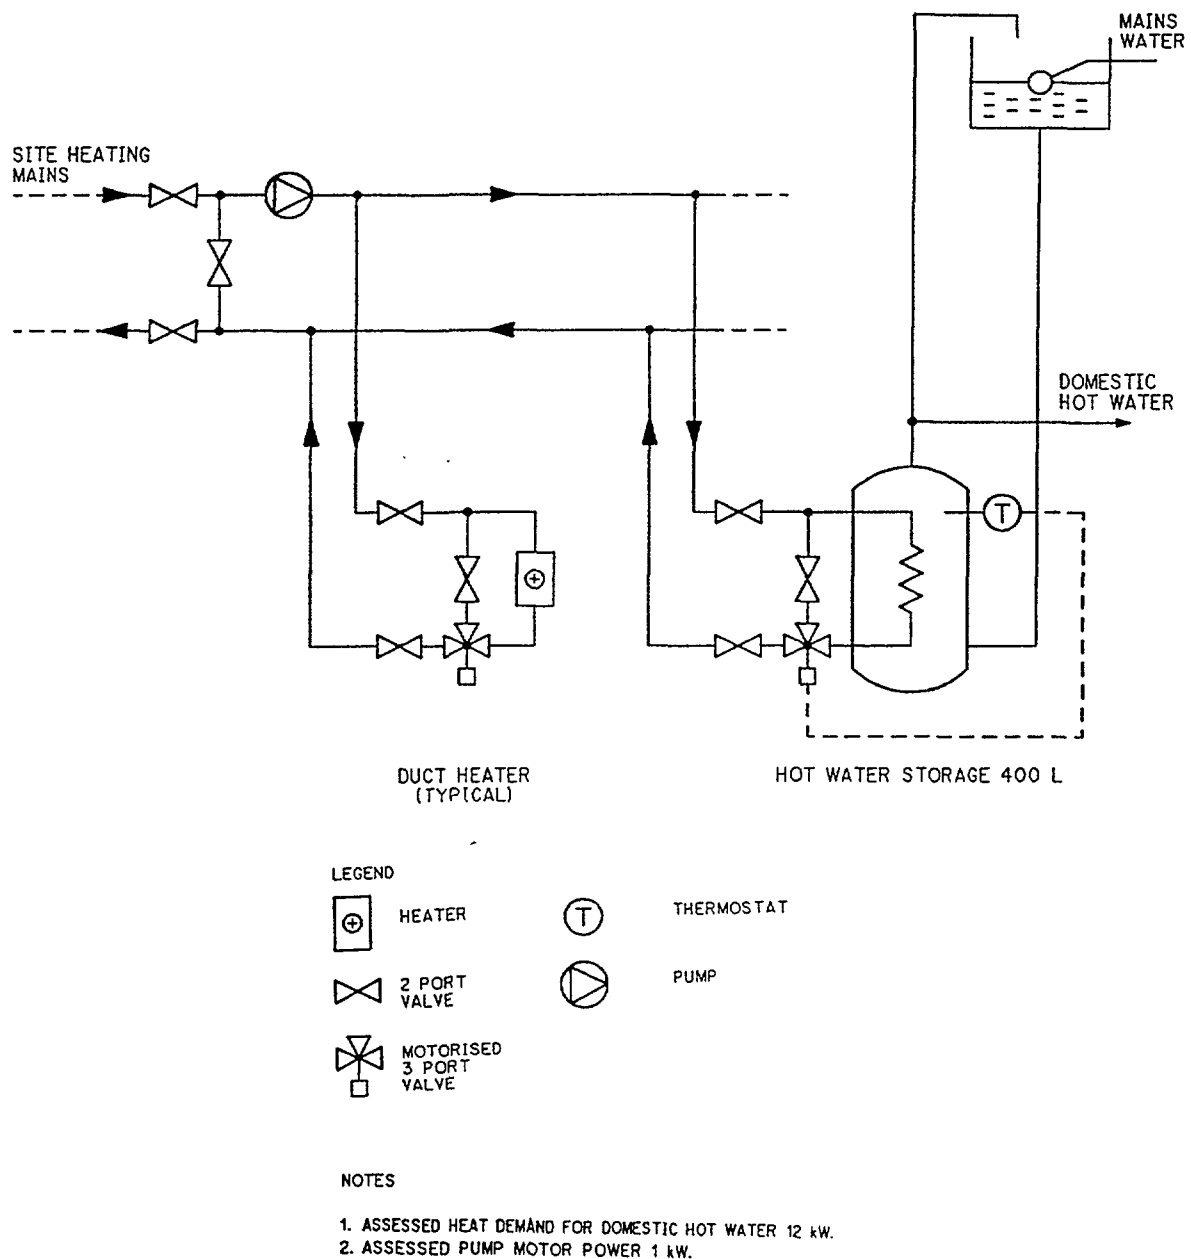 MAINS
WATER
SITE HEATING
MAINS
DOMESTIC
HOT WATER
T
DUCT HEATER
(TYPICAL)
HOT WATER STORAGE 400 L
LEGEND
HEATER
T
THERMOSTAT
2 PORT
VALVE
PUMP
MOTORISED
3 PORT
VALVE
NOTES
1. ASSESSED HEAT DEMAND FOR DOMESTIC HOT WATER 12 kW.
2. ASSESSED PUMP MOTOR POWER 1 kW.